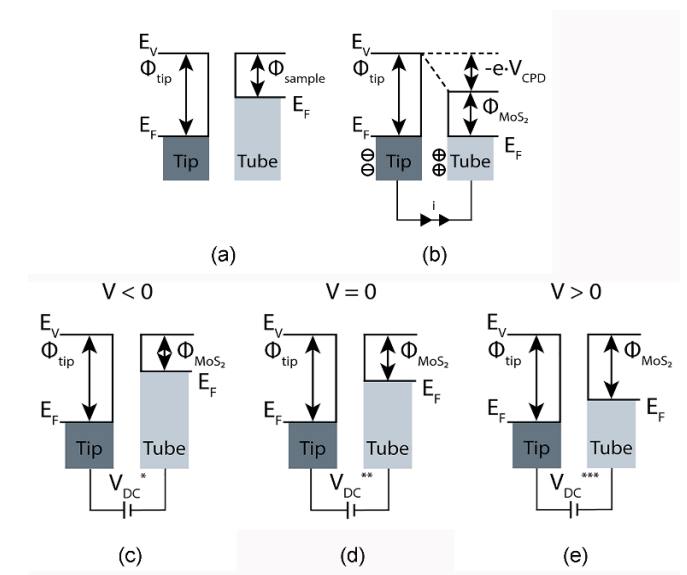 E_V
Φ_tip
E_F
Tip
Φ_sample
E_F
Tube
(a)
E_V
Φ_tip
E_F
⊖
⊖
Tip
-e·V_CPD
Φ_MoS₂
E_F
⊕
⊕
Tube
i
(b)
V < 0
E_V
Φ_tip
E_F
Tip
Φ_MoS₂
E_F
Tube
V_DC *
(c)
V = 0
E_V
Φ_tip
E_F
Tip
Φ_MoS₂
E_F
Tube
V_DC **
(d)
V > 0
E_V
Φ_tip
E_F
Tip
Φ_MoS₂
E_F
Tube
V_DC ***
(e)